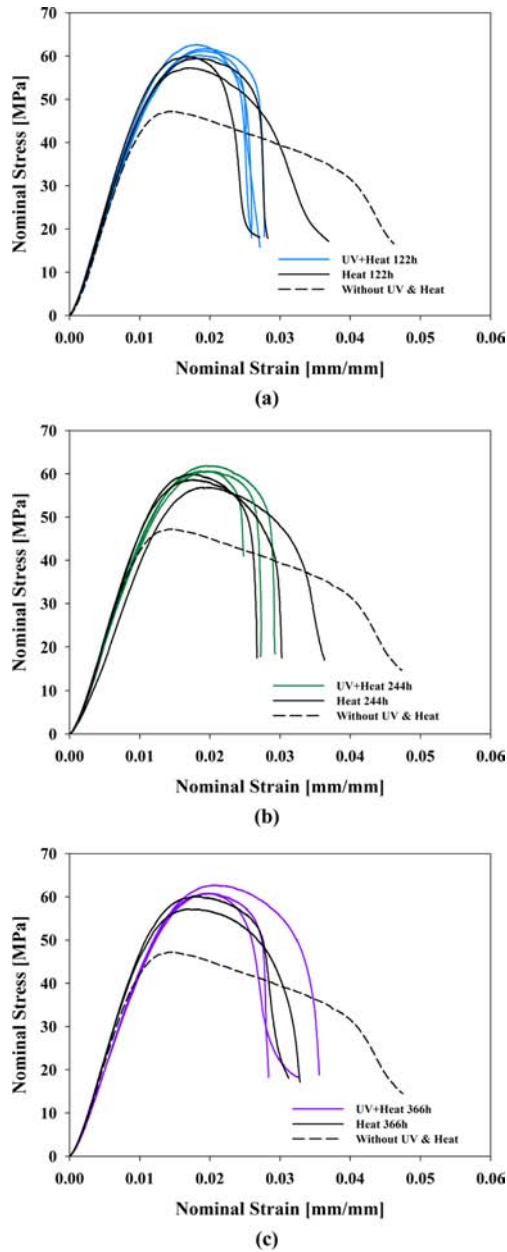 70
60
50
40
30
20
10
0
Nominal Stress [MPa]
UV+Heat 122h
Heat 122h
Without UV & Heat
0.00 0.01 0.02 0.03 0.04 0.05 0.06
Nominal Strain [mm/mm]
(a)
70
60
50
40
30
20
10
0
Nominal Stress [MPa]
UV+Heat 244h
Heat 244h
Without UV & Heat
0.00 0.01 0.02 0.03 0.04 0.05 0.06
Nominal Strain [mm/mm]
(b)
70
60
50
40
30
20
10
0
Nominal Stress [MPa]
UV+Heat 366h
Heat 366h
Without UV & Heat
0.00 0.01 0.02 0.03 0.04 0.05 0.06
Nominal Strain [mm/mm]
(c)